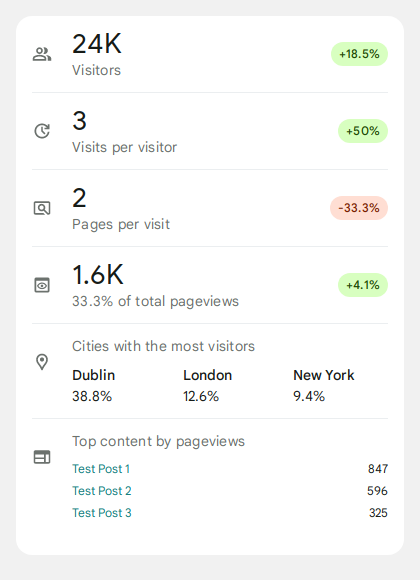 24K
+18.5%
Visitors
3
+50%
Visits per visitor
2
-33.3%
Pages per visit
1.6K
+4.1%
33.3% of total pageviews
Cities with the most visitors
Dublin London New York
38.8% 12.6% 9.4%
Top content by pageviews
Test Post 1 847
Test Post 2 596
Test Post 3 325